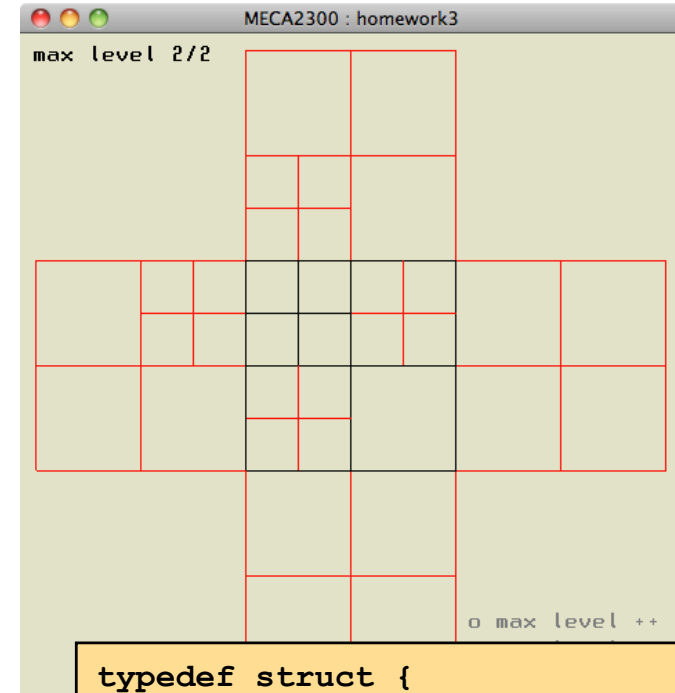 MECA2300 : homework3
max level 2/2
o max level ++
typedef struct {